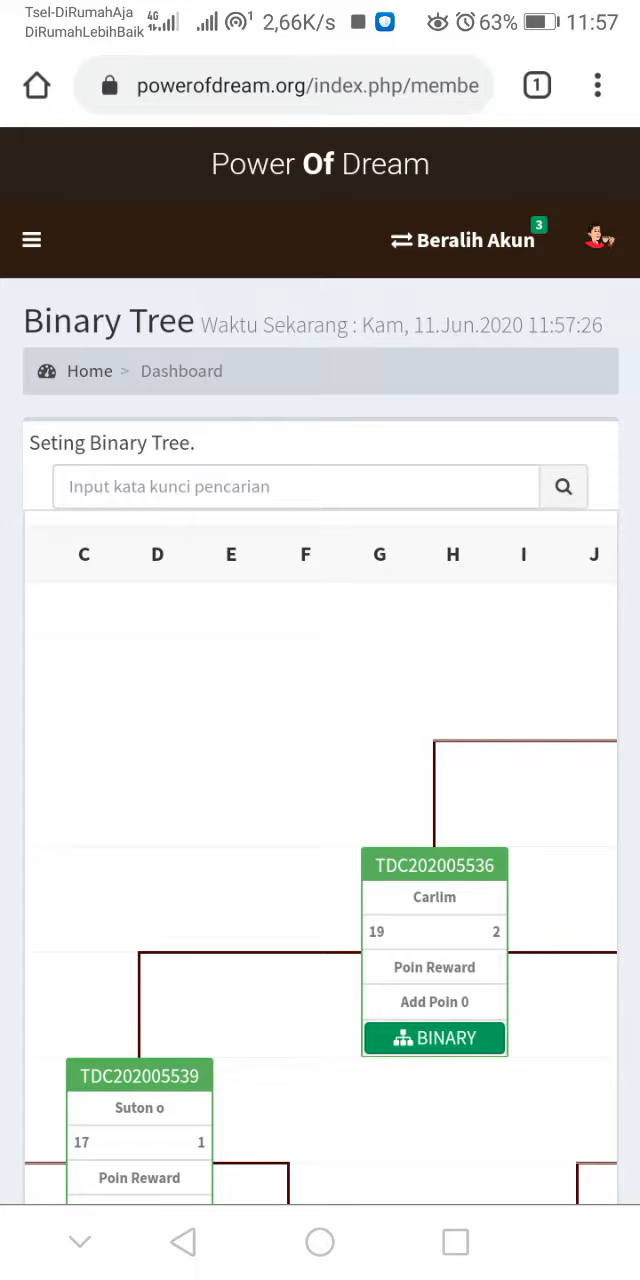 Tsel-DiRumahAja
DiRumahLebihBaik 4G 1 2,66K/s 63% 11:57
powerofdream.org/index.php/membe 1
Power Of Dream
Beralih Akun 3
Binary Tree Waktu Sekarang : Kam, 11.Jun.2020 11:57:26
Home > Dashboard
Seting Binary Tree.
Input kata kunci pencarian
C D E F G H I J
TDC202005536
Carlim
19 2
Poin Reward
Add Poin 0
BINARY
TDC202005539
Suton o
17 1
Poin Reward